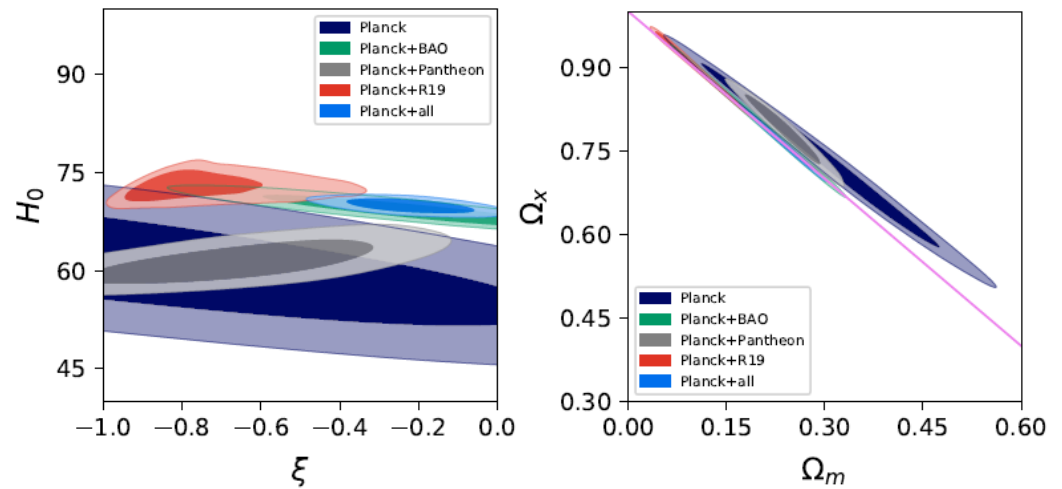 90
75
60
45
H₀
−1.0 −0.8 −0.6 −0.4 −0.2 0.0
ξ
Planck
Planck+BAO
Planck+Pantheon
Planck+R19
Planck+all
0.90
0.75
0.60
0.45
0.30
Ωₓ
0.00 0.15 0.30 0.45 0.60
Ωₘ
Planck
Planck+BAO
Planck+Pantheon
Planck+R19
Planck+all